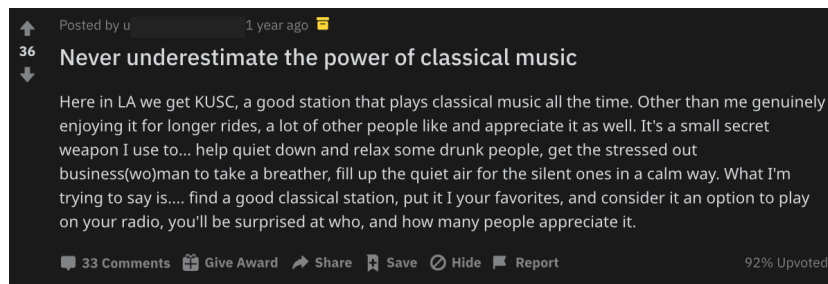 Posted by u 1 year ago
36
Never underestimate the power of classical music
Here in LA we get KUSC, a good station that plays classical music all the time. Other than me genuinely
enjoying it for longer rides, a lot of other people like and appreciate it as well. It's a small secret
weapon I use to... help quiet down and relax some drunk people, get the stressed out
business(wo)man to take a breather, fill up the quiet air for the silent ones in a calm way. What I'm
trying to say is.... find a good classical station, put it I your favorites, and consider it an option to play
on your radio, you'll be surprised at who, and how many people appreciate it.
33 Comments Give Award Share Save Hide Report 92% Upvoted